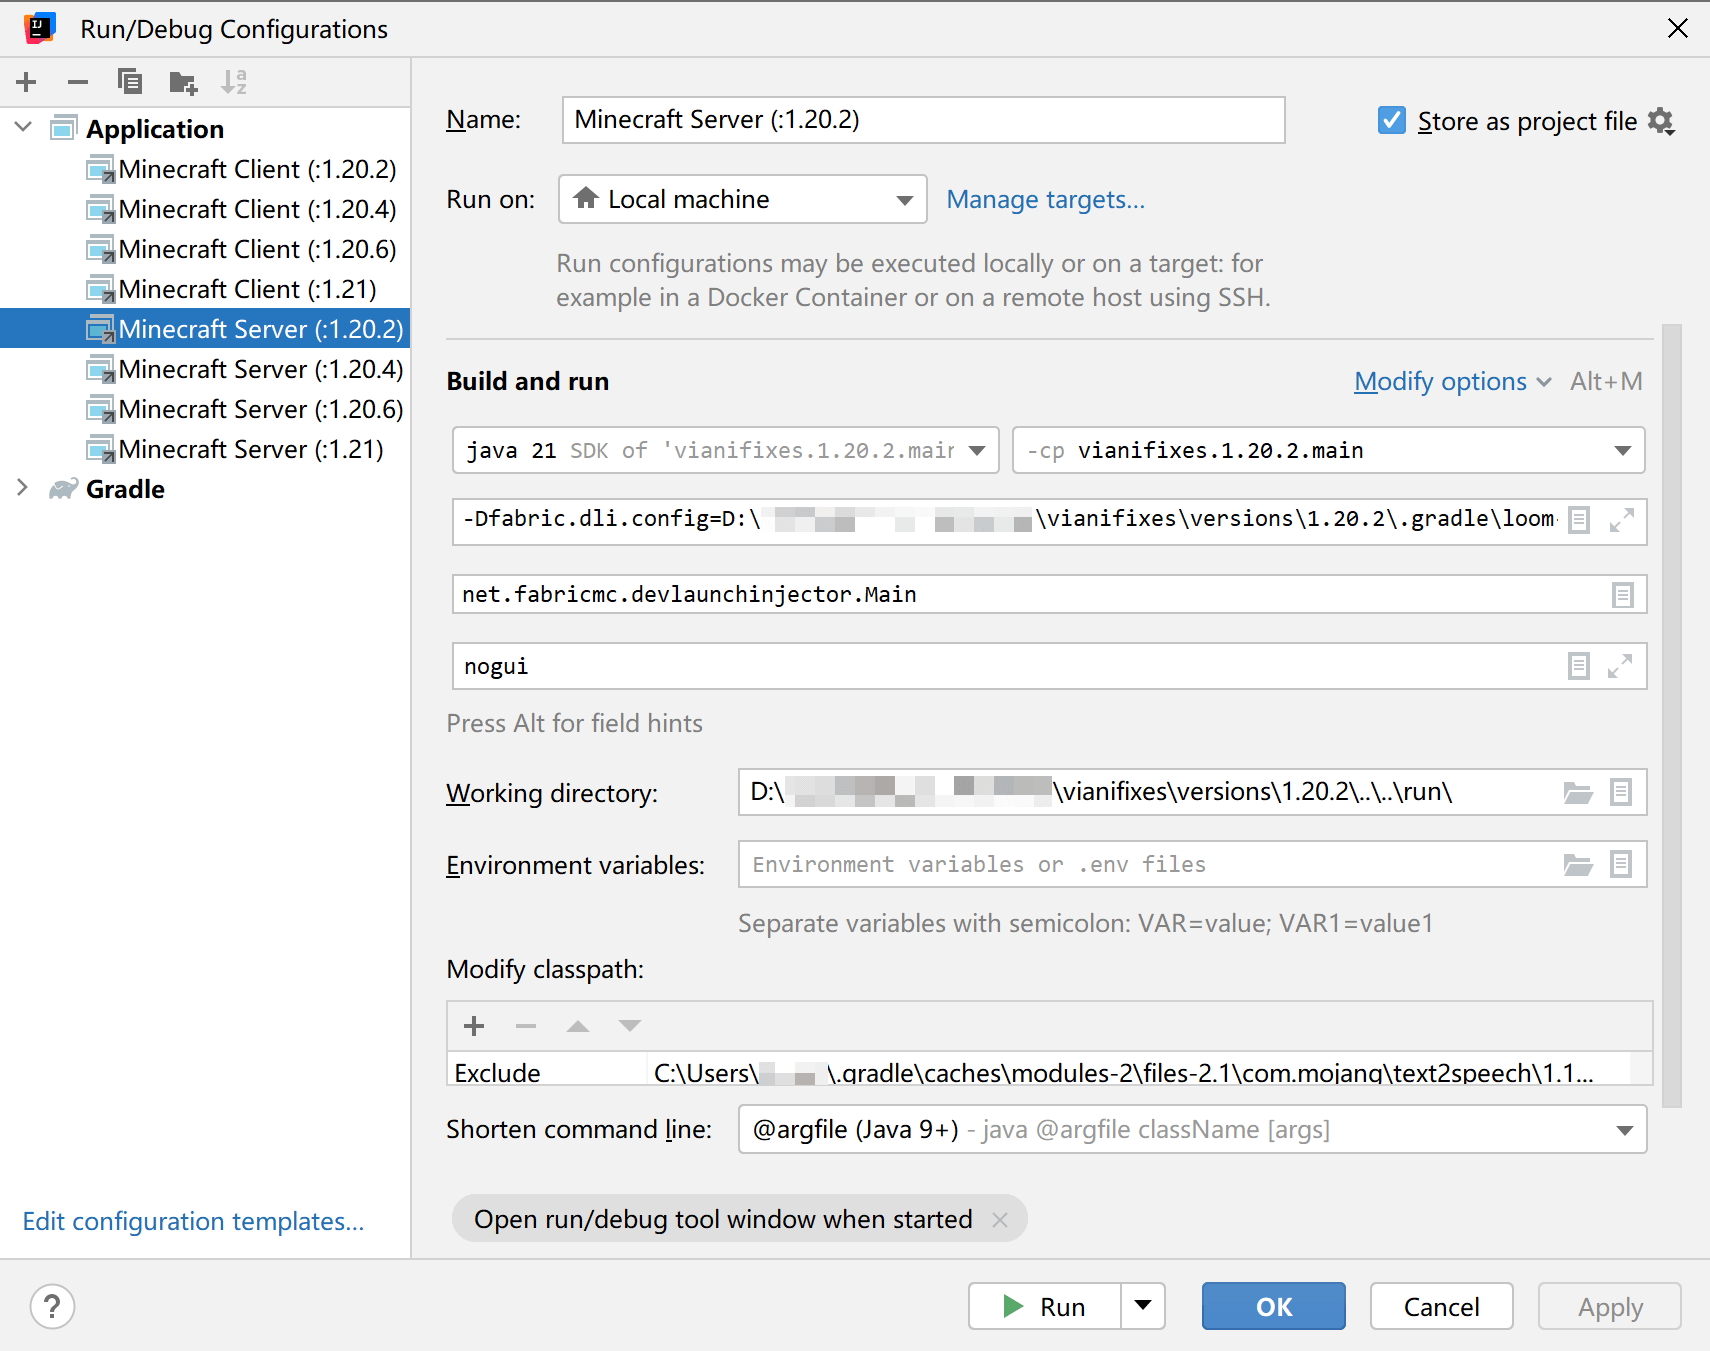 Run/Debug Configurations
Application
Minecraft Client (:1.20.2)
Minecraft Client (:1.20.4)
Minecraft Client (:1.20.6)
Minecraft Client (:1.21)
Minecraft Server (:1.20.2)
Minecraft Server (:1.20.4)
Minecraft Server (:1.20.6)
Minecraft Server (:1.21)
Gradle
Edit configuration templates...
Name: Minecraft Server (:1.20.2) Store as project file
Run on: Local machine Manage targets...
Run configurations may be executed locally or on a target: for
example in a Docker Container or on a remote host using SSH.
Build and run Modify options Alt+M
java 21 SDK of 'vianifixes.1.20.2.main -cp vianifixes.1.20.2.main
-Dfabric.dli.config=D:\ \vianifixes\versions\1.20.2\.gradle\loom-
net.fabricmc.devlaunchinjector.Main
nogui
Press Alt for field hints
Working directory: D:\ \vianifixes\versions\1.20.2\..\..\run\
Environment variables: Environment variables or .env files
Separate variables with semicolon: VAR=value; VAR1=value1
Modify classpath:
Exclude C:\Users\ \.gradle\caches\modules-2\files-2.1\com.mojang\text2speech\1.1...
Shorten command line: @argfile (Java 9+) - java @argfile className [args]
Open run/debug tool window when started
? Run OK Cancel Apply